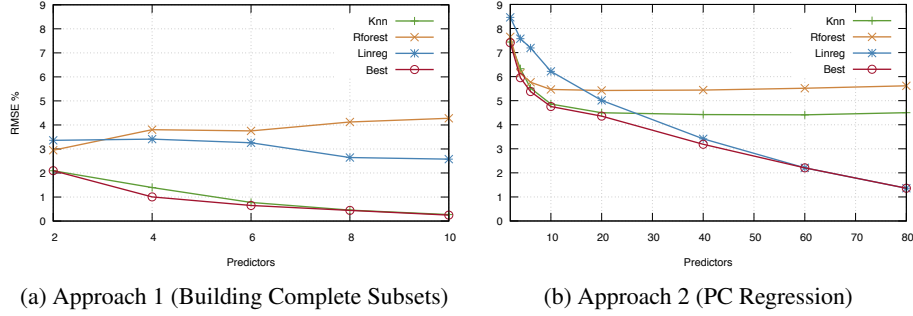 9
8
7
6
5
4
3
2
1
0
RMSE %
Knn
Rforest
Linreg
Best
2 4 6 8 10
Predictors
(a) Approach 1 (Building Complete Subsets)
9
8
7
6
5
4
3
2
1
0
Knn
Rforest
Linreg
Best
10 20 30 40 50 60 70 80
Predictors
(b) Approach 2 (PC Regression)